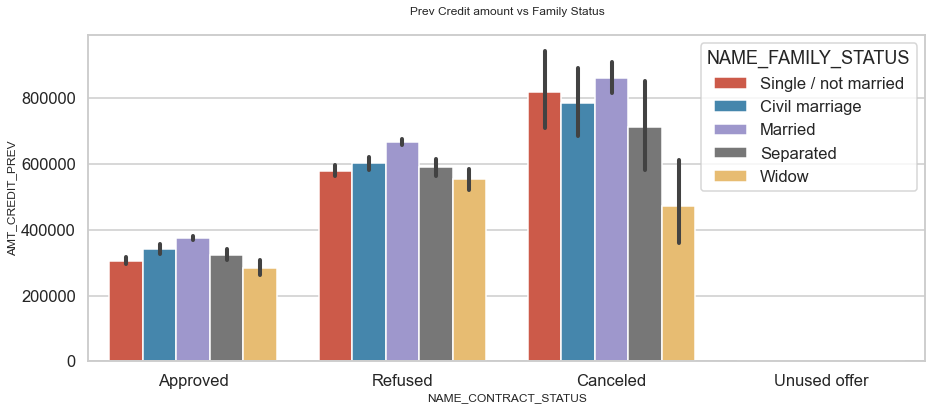 Prev Credit amount vs Family Status
AMT_CREDIT_PREV
800000
600000
400000
200000
0
NAME_FAMILY_STATUS
Single / not married
Civil marriage
Married
Separated
Widow
Approved
Refused
Canceled
Unused offer
NAME_CONTRACT_STATUS